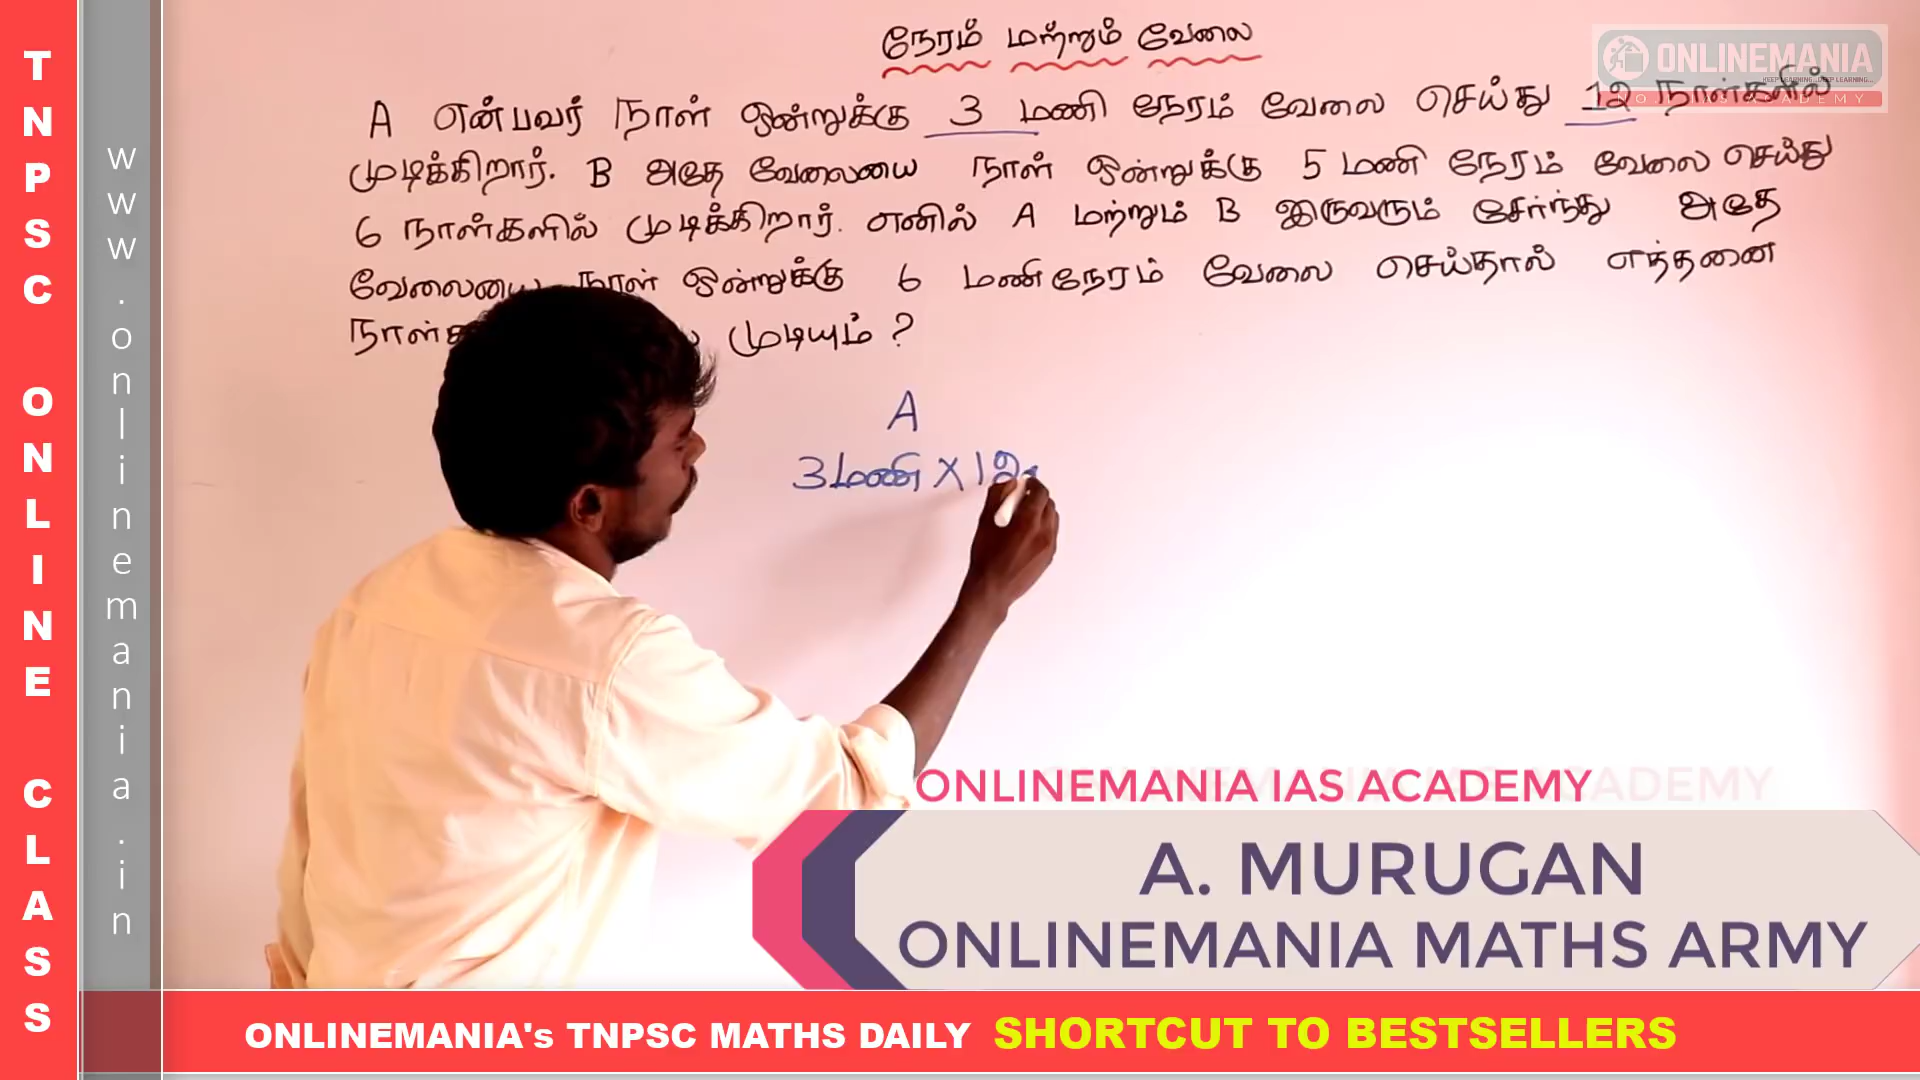 நேரம் மற்றும் வேலை
A என்பவர் நாள் ஒன்றுக்கு 3 மணி நேரம் வேலை செய்து 12 நாள்களில்
முடிக்கிறார். B அதே வேலையை நாள் ஒன்றுக்கு 5 மணி நேரம் வேலை செய்து
6 நாள்களில் முடிக்கிறார். எனில் A மற்றும் B இருவரும் சேர்ந்து அதே
வேலையை நாள் ஒன்றுக்கு 6 மணிநேரம் வேலை செய்தால் எத்தனை
முடியும் ?
A
3மணி X 12
TNPSC ONLINE CLASS
www.onlinemania.in
ONLINEMANIA
ONLINEMANIA IAS ACADEMY
A. MURUGAN
ONLINEMANIA MATHS ARMY
ONLINEMANIA's TNPSC MATHS DAILY SHORTCUT TO BESTSELLERS